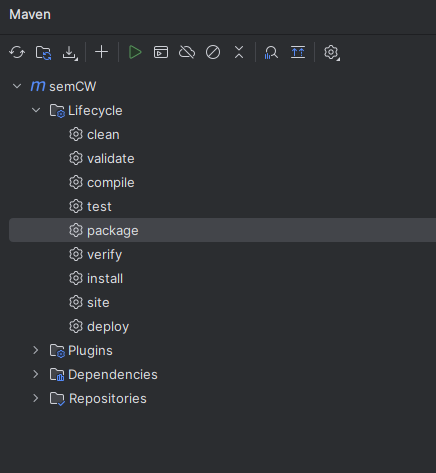 Maven
m semCW
Lifecycle
clean
validate
compile
test
package
verify
install
site
deploy
Plugins
Dependencies
Repositories